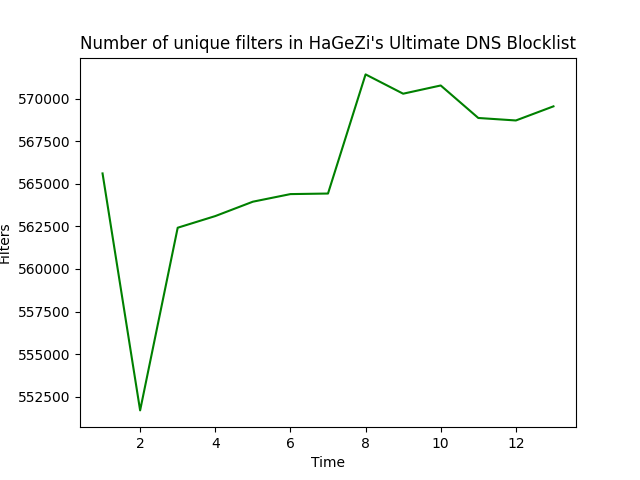 Number of unique filters in HaGeZi's Ultimate DNS Blocklist
570000
567500
565000
562500
560000
557500
555000
552500
Filters
2 4 6 8 10 12
Time